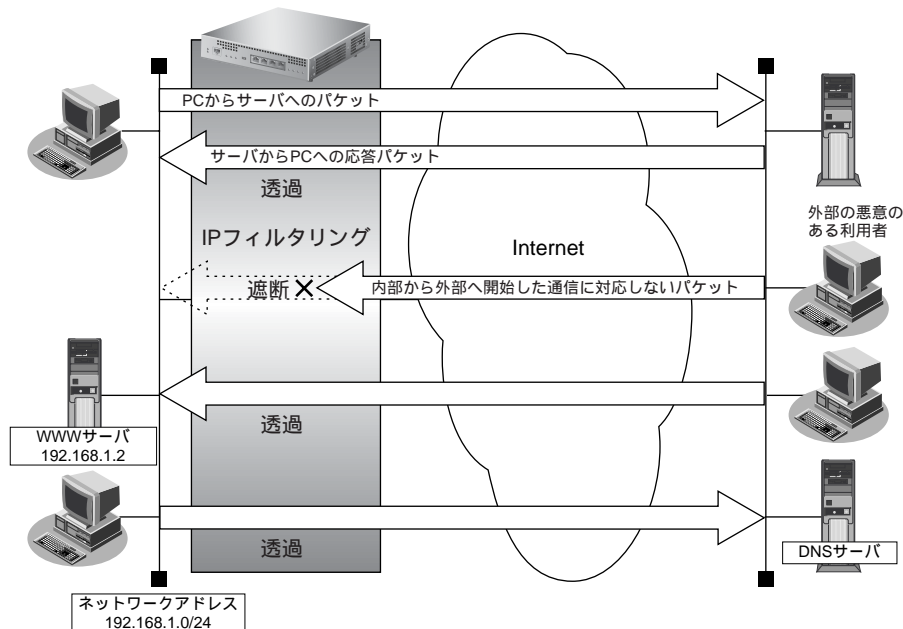 PCからサーバへのパケット
サーバからPCへの応答パケット
透過
外部の悪意の
ある利用者
IPフィルタリング
Internet
遮断
内部から外部へ開始した通信に対応しないパケット
透過
WWWサーバ
192.168.1.2
透過
DNSサーバ
ネットワークアドレス
192.168.1.0/24